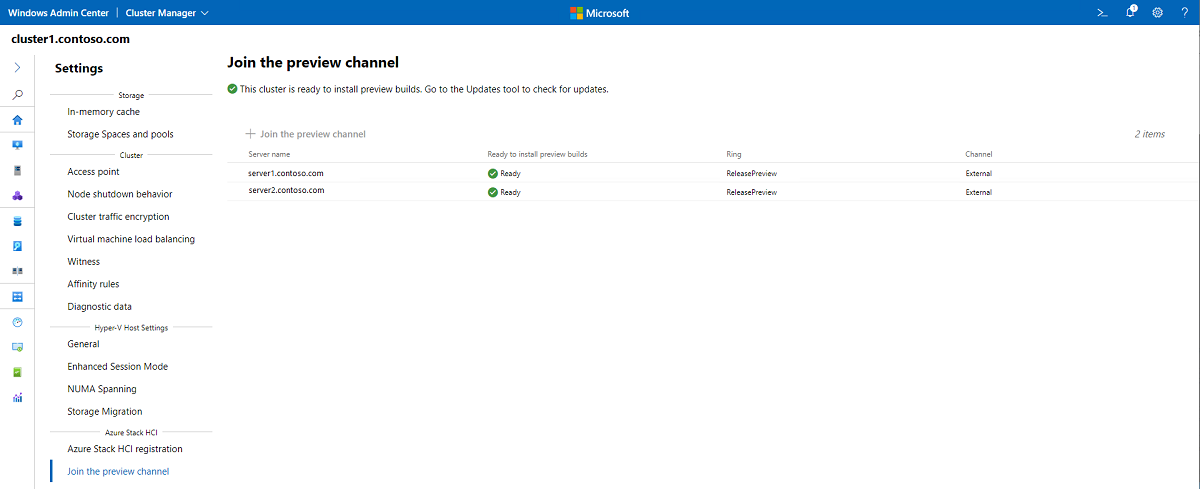 Windows Admin Center | Cluster Manager
Microsoft
>_
1
?
cluster1.contoso.com
Settings
Storage
In-memory cache
Storage Spaces and pools
Cluster
Access point
Node shutdown behavior
Cluster traffic encryption
Virtual machine load balancing
Witness
Affinity rules
Diagnostic data
Hyper-V Host Settings
General
Enhanced Session Mode
NUMA Spanning
Storage Migration
Azure Stack HCI
Azure Stack HCI registration
Join the preview channel
Join the preview channel
This cluster is ready to install preview builds. Go to the Updates tool to check for updates.
Join the preview channel 2 items
Server name Ready to install preview builds Ring Channel
server1.contoso.com Ready ReleasePreview External
server2.contoso.com Ready ReleasePreview External